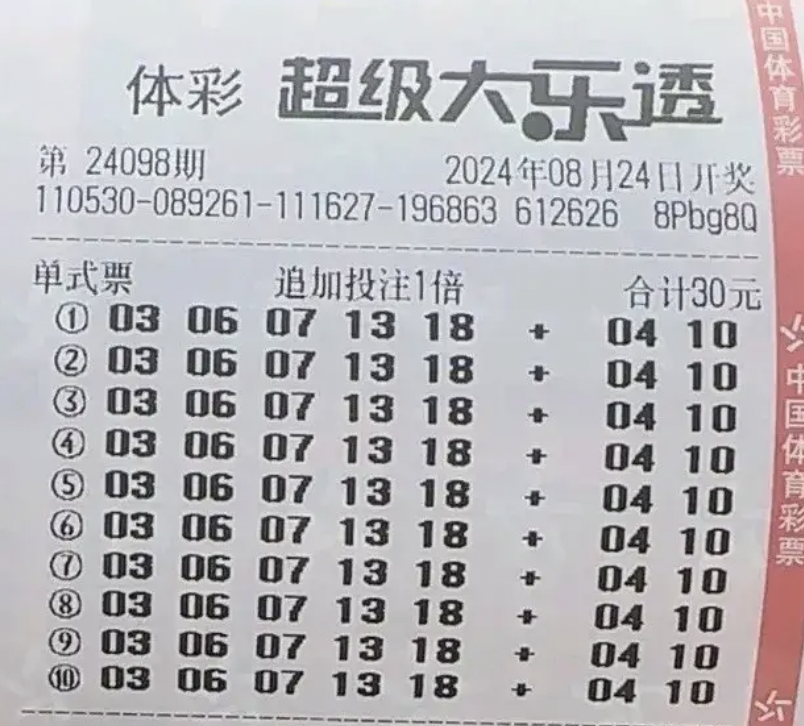 体彩 超级大乐透
第 24098期 2024年08月24日开奖
110530-089261-111627-196863 612626 8Pbg8Q
单式票 追加投注1倍 合计30元
① 03 06 07 13 18 + 04 10
② 03 06 07 13 18 + 04 10
③ 03 06 07 13 18 + 04 10
④ 03 06 07 13 18 + 04 10
⑤ 03 06 07 13 18 + 04 10
⑥ 03 06 07 13 18 + 04 10
⑦ 03 06 07 13 18 + 04 10
⑧ 03 06 07 13 18 + 04 10
⑨ 03 06 07 13 18 + 04 10
⑩ 03 06 07 13 18 + 04 10
中国体育彩票
中国体育彩票